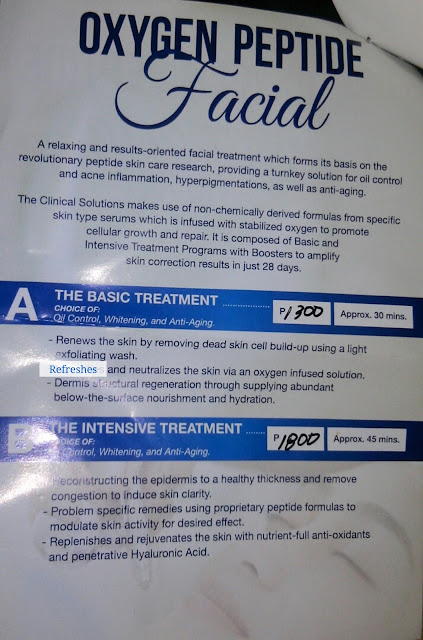 OXYGEN PEPTIDE
Facial
A relaxing and results-oriented facial treatment which forms its basis on the
revolutionary peptide skin care research, providing a turnkey solution for oil control
and acne inflammation, hyperpigmentations, as well as anti-aging.
The Clinical Solutions makes use of non-chemically derived formulas from specific
skin type serums which is infused with stabilized oxygen to promote
cellular growth and repair. It is composed of Basic and
Intensive Treatment Programs with Boosters to amplify
skin correction results in just 28 days.
A THE BASIC TREATMENT .............. P1300 Approx. 30 mins.
CHOICE OF:
Oil Control, Whitening, and Anti-Aging.
- Renews the skin by removing dead skin cell build-up using a light
exfoliating wash.
Refreshes and neutralizes the skin via an oxygen infused solution.
- Dermis structural regeneration through supplying abundant
below-the-surface nourishment and hydration.
THE INTENSIVE TREATMENT ........ P1800 Approx. 45 mins.
CHOICE OF:
Control, Whitening, and Anti-Aging.
- Reconstructing the epidermis to a healthy thickness and remove
congestion to induce skin clarity.
- Problem specific remedies using proprietary peptide formulas to
modulate skin activity for desired effect.
- Replenishes and rejuvenates the skin with nutrient-full anti-oxidants
and penetrative Hyaluronic Acid.